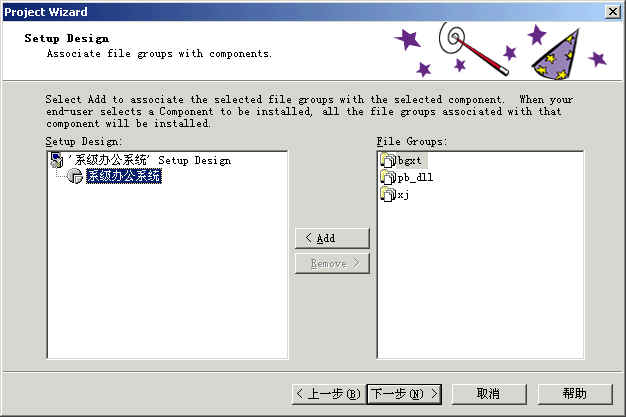 Project Wizard
Setup Design
Associate file groups with components.
Select Add to associate the selected file groups with the selected component. When your
end-user selects a Component to be installed, all the file groups associated with that
component will be installed.
Setup Design:
File Groups:
'系级办公系统' Setup Design
系级办公系统
bgxt
pb_dll
xj
< Add
Remove >
< 上一步(B)
下一步(N) >
取消
帮助